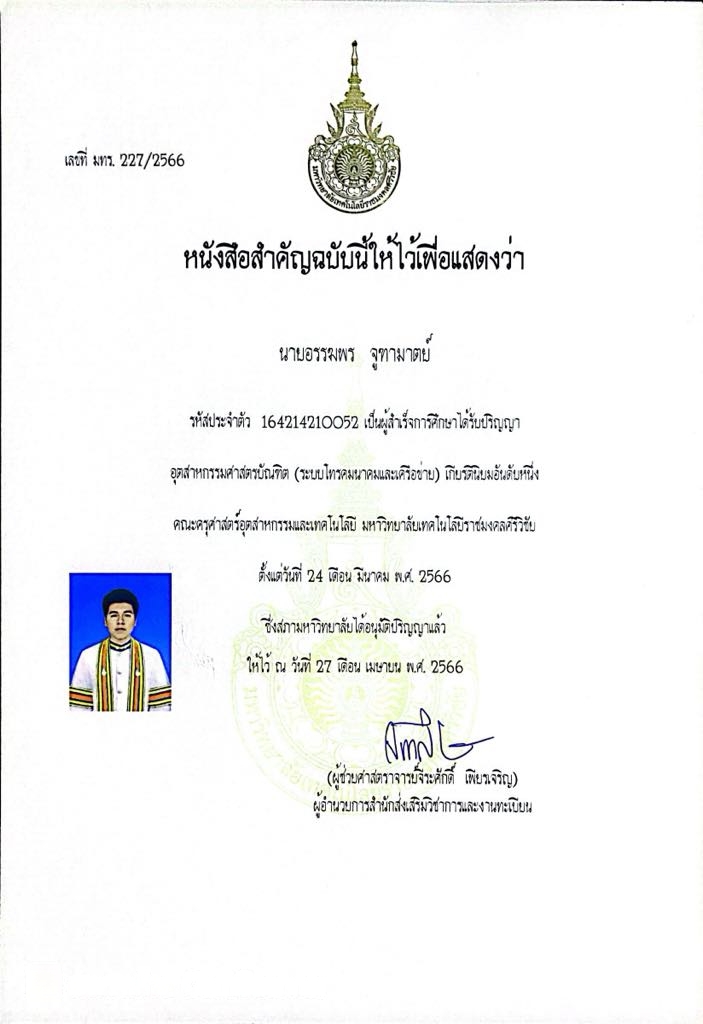 มหาวิทยาลัยเทคโนโลยีราชมงคลศรีวิชัย
เลขที่ มทร. 227/2566
หนังสือสำคัญฉบับนี้ให้ไว้เพื่อแสดงว่า
นายอรรฆพร จูฑามาตย์
รหัสประจำตัว 164214210052 เป็นผู้สำเร็จการศึกษาได้รับปริญญา
อุตสาหกรรมศาสตรบัณฑิต (ระบบโทรคมนาคมและเครือข่าย) เกียรตินิยมอันดับหนึ่ง
คณะครุศาสตร์อุตสาหกรรมและเทคโนโลยี มหาวิทยาลัยเทคโนโลยีราชมงคลศรีวิชัย
ตั้งแต่วันที่ 24 เดือน มีนาคม พ.ศ. 2566
ซึ่งสภามหาวิทยาลัยได้อนุมัติปริญญาแล้ว
ให้ไว้ ณ วันที่ 27 เดือน เมษายน พ.ศ. 2566
(ผู้ช่วยศาสตราจารย์จีระศักดิ์ เพียรเจริญ)
ผู้อำนวยการสำนักส่งเสริมวิชาการและงานทะเบียน